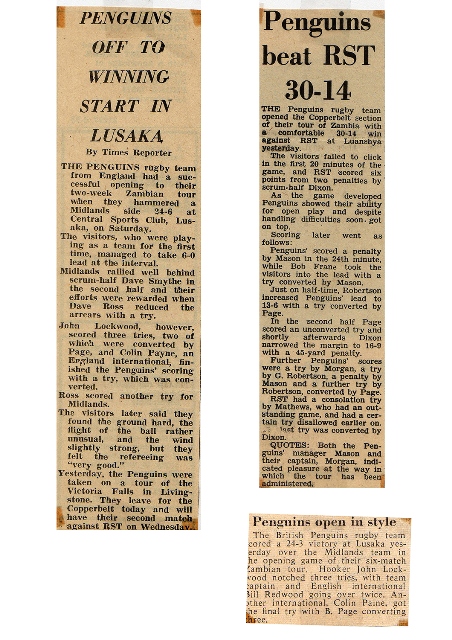 PENGUINS
OFF TO
WINNING
START IN
LUSAKA
By Times Reporter
THE PENGUINS rugby team
from England had a suc-
cessful opening to their
two-week Zambian tour
when they hammered a
Midlands side 24-6 at
Central Sports Club, Lus-
aka, on Saturday.
The visitors, who were play-
ing as a team for the first
time, managed to take 6-0
lead at the interval.
Midlands rallied well behind
scrum-half Dave Smythe in
the second half and their
efforts were rewarded when
Dave Ross reduced the
arrears with a try.
John Lockwood, however,
scored three tries, two of
which were converted by
Page, and Colin Payne, an
England international, fin-
ished the Penguins' scoring
with a try, which was con-
verted.
Ross scored another try for
Midlands.
The visitors later said they
found the ground hard, the
flight of the ball rather
unusual, and the wind
slightly strong, but they
felt the refereeing was
"very good."
Yesterday, the Penguins were
taken on a tour of the
Victoria Falls in Living-
stone. They leave for the
Copperbelt today and will
have their second match
against RST on Wednesday.
Penguins
beat RST
30-14
THE Penguins rugby team
opened the Copperbelt section
of their tour of Zambia with
a comfortable 30-14 win
against RST at Luanshya
yesterday.
The visitors failed to click
in the first 20 minutes of the
game, and RST scored six
points from two penalties by
scrum-half Dixon.
As the game developed
Penguins showed their ability
for open play and despite
handling difficulties soon got
on top.
Scoring later went as
follows:
Penguins' scored a penalty
by Mason in the 24th minute,
while Bob Frane took the
visitors into the lead with a
try converted by Mason.
Just on half-time, Robertson
increased Penguins' lead to
13-6 with a try converted by
Page.
In the second half Page
scored an unconverted try and
shortly afterwards Dixon
narrowed the margin to 16-9
with a 45-yard penalty.
Further Penguins' scores
were a try by Morgan, a try
by G. Robertson, a penalty by
Mason and a further try by
Robertson, converted by Page.
RST had a consolation try
by Mathews, who had an out-
standing game, and had a cer-
tain try disallowed earlier on.
last try was converted by
Dixon.
QUOTES: Both the Pen-
guins' manager Mason and
their captain, Morgan, indi-
cated pleasure at the way in
which the tour has been
administered.
Penguins open in style
The British Penguins rugby team
cored a 24-3 victory at Lusaka yes-
erday over the Midlands team in
he opening game of their six-match
ambian tour. Hooker John Lock-
wood notched three tries, with team
aptain and English international
Bill Redwood going over twice. An-
other international, Colin Paine, got
he final try with B. Page converting
hree.